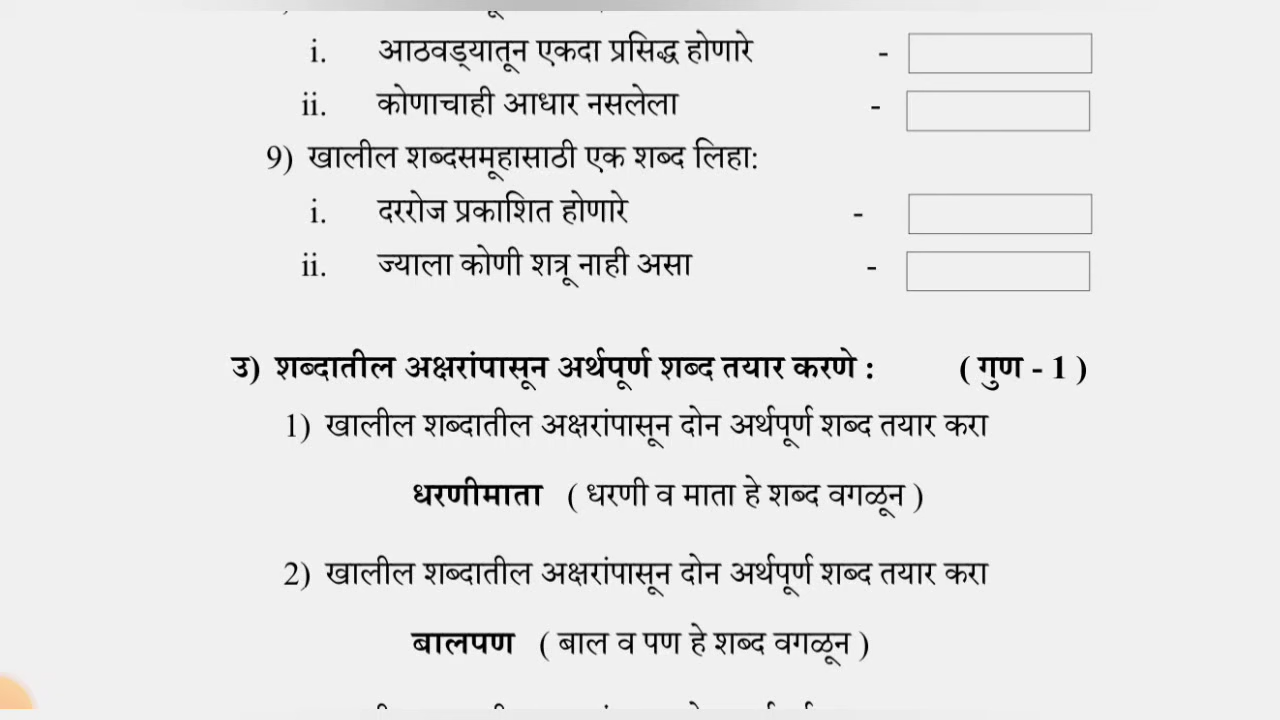 i. आठवड्यातून एकदा प्रसिद्ध होणारे -
ii. कोणाचाही आधार नसलेला -
9) खालील शब्दसमूहासाठी एक शब्द लिहा:
i. दररोज प्रकाशित होणारे -
ii. ज्याला कोणी शत्रू नाही असा -
उ) शब्दातील अक्षरांपासून अर्थपूर्ण शब्द तयार करणे : ( गुण - 1 )
1) खालील शब्दातील अक्षरांपासून दोन अर्थपूर्ण शब्द तयार करा
धरणीमाता ( धरणी व माता हे शब्द वगळून )
2) खालील शब्दातील अक्षरांपासून दोन अर्थपूर्ण शब्द तयार करा
बालपण ( बाल व पण हे शब्द वगळून )